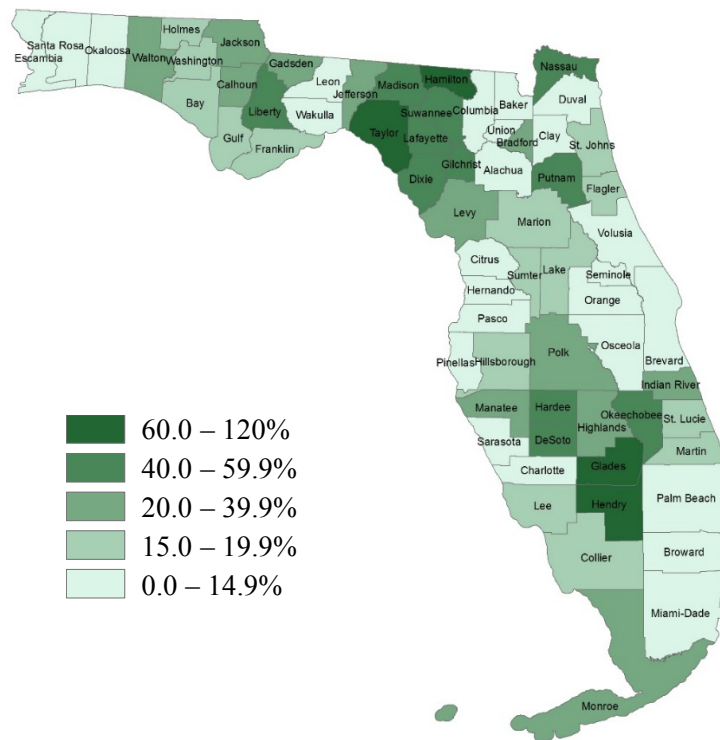 Holmes
Jackson
Santa Rosa
Okaloosa
Walton
Washington
Escambia
Gadsden
Calhoun
Leon
Jefferson
Madison
Hamilton
Nassau
Bay
Liberty
Wakulla
Suwannee
Columbia
Baker
Duval
Gulf
Franklin
Taylor
Lafayette
Union
Bradford
Clay
St. Johns
Dixie
Gilchrist
Alachua
Putnam
Flagler
Levy
Marion
Volusia
Citrus
Sumter
Lake
Seminole
Hernando
Orange
Pasco
Pinellas
Hillsborough
Polk
Osceola
Brevard
Indian River
Manatee
Hardee
Highlands
Okeechobee
St. Lucie
Sarasota
DeSoto
Martin
Charlotte
Glades
Lee
Hendry
Palm Beach
Collier
Broward
Miami-Dade
Monroe
60.0 – 120%
40.0 – 59.9%
20.0 – 39.9%
15.0 – 19.9%
0.0 – 14.9%